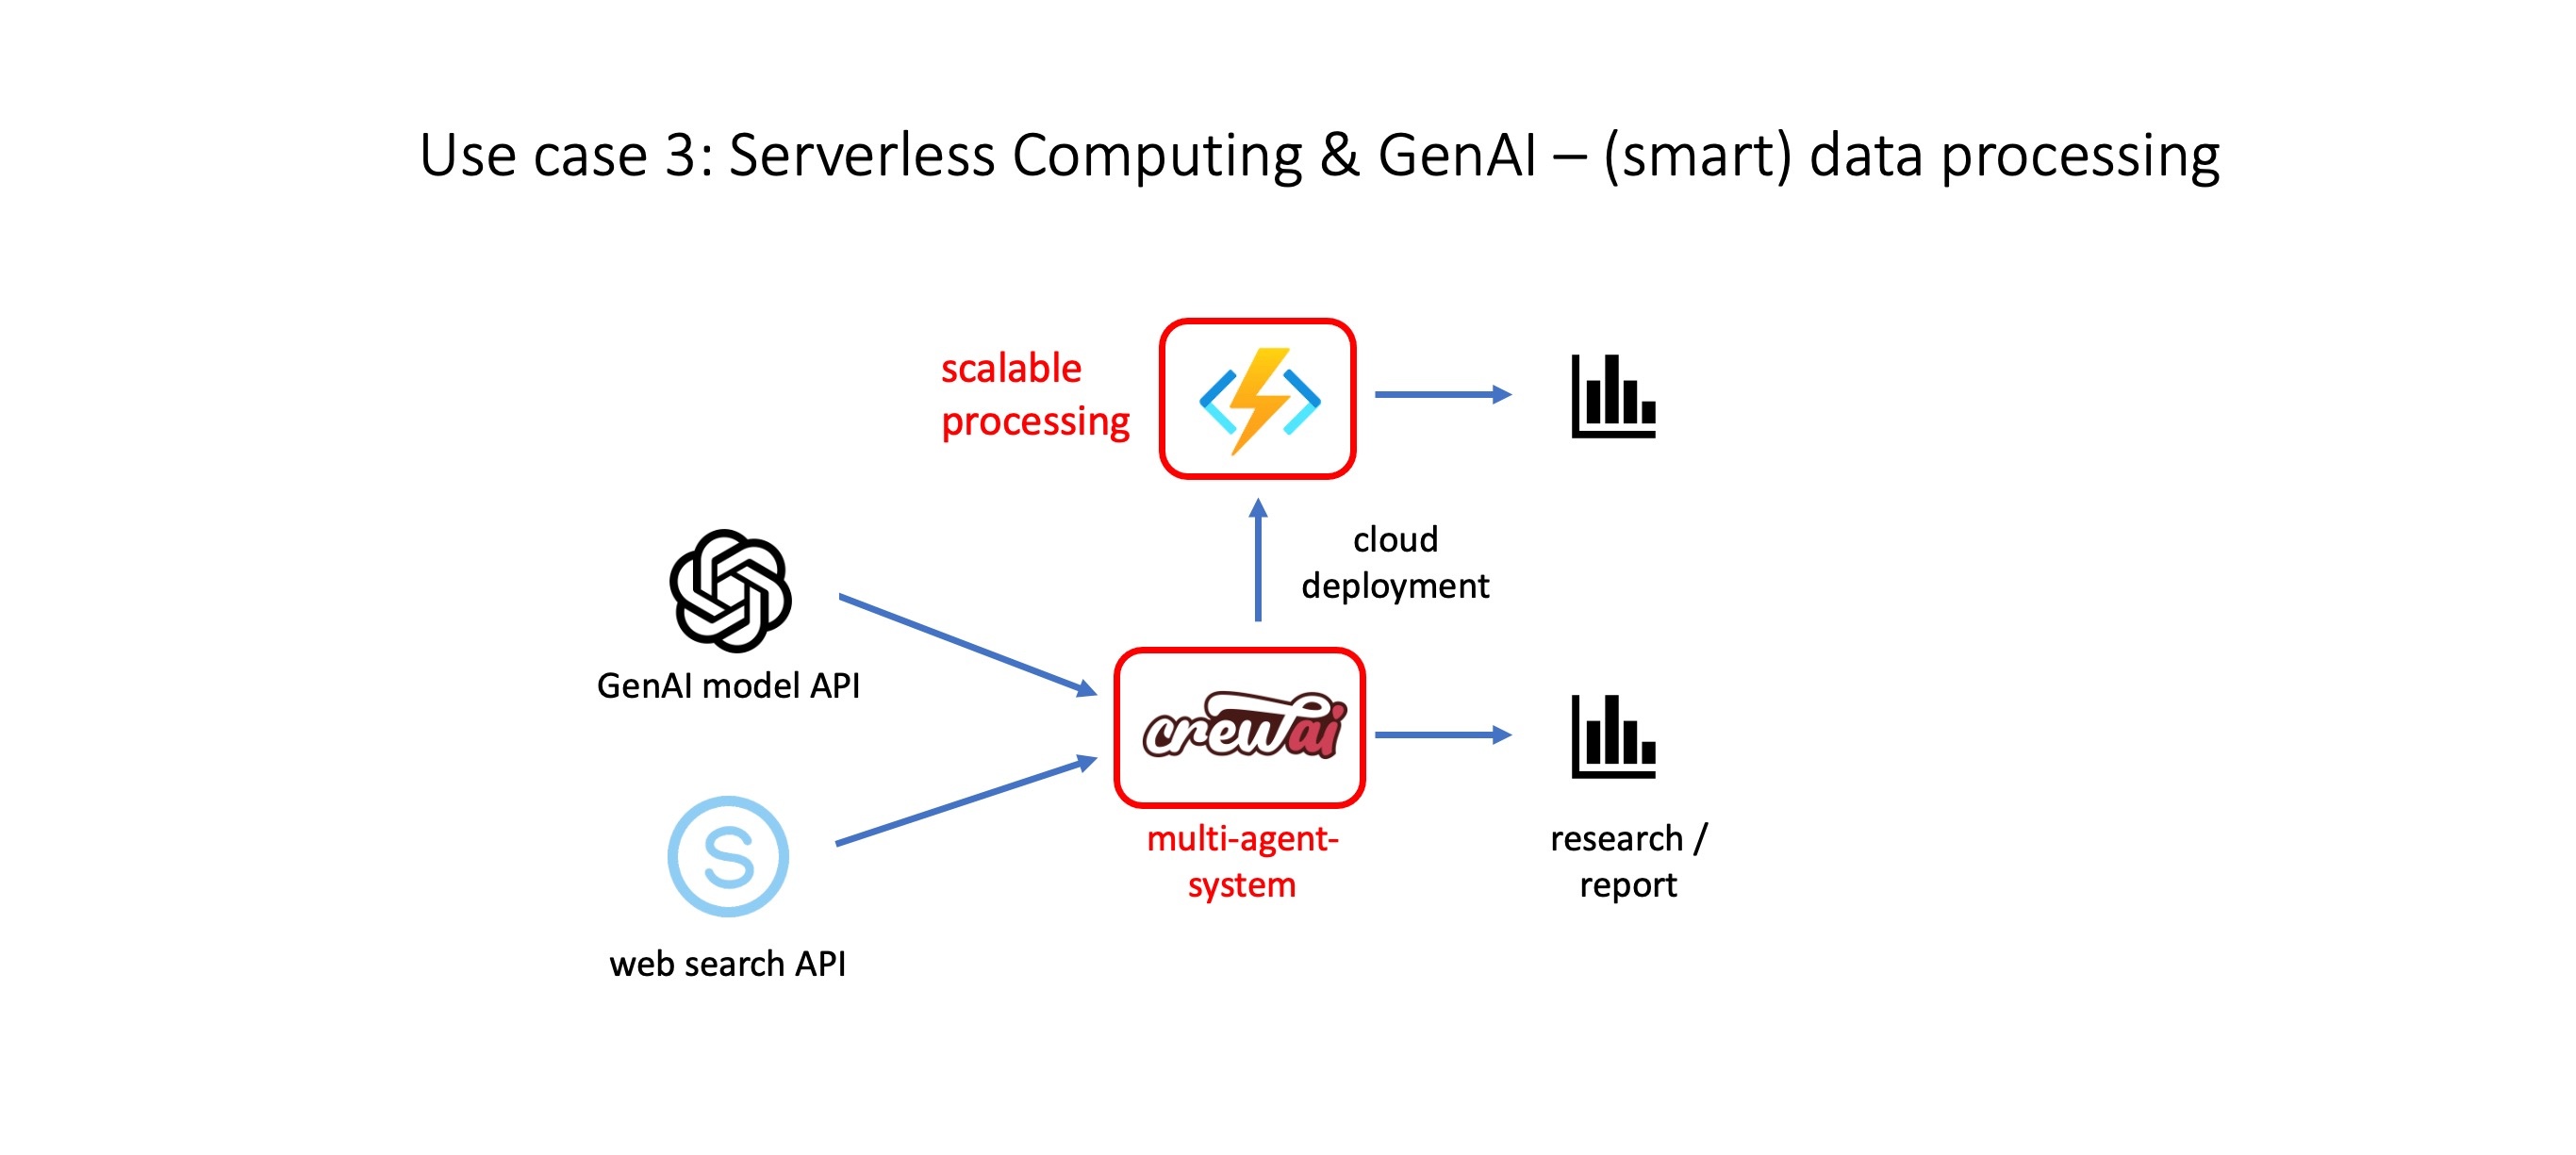 Use case 3: Serverless Computing & GenAI – (smart) data processing
scalable
processing
cloud
deployment
GenAI model API
crewai
multi-agent-
system
research /
report
S
web search API